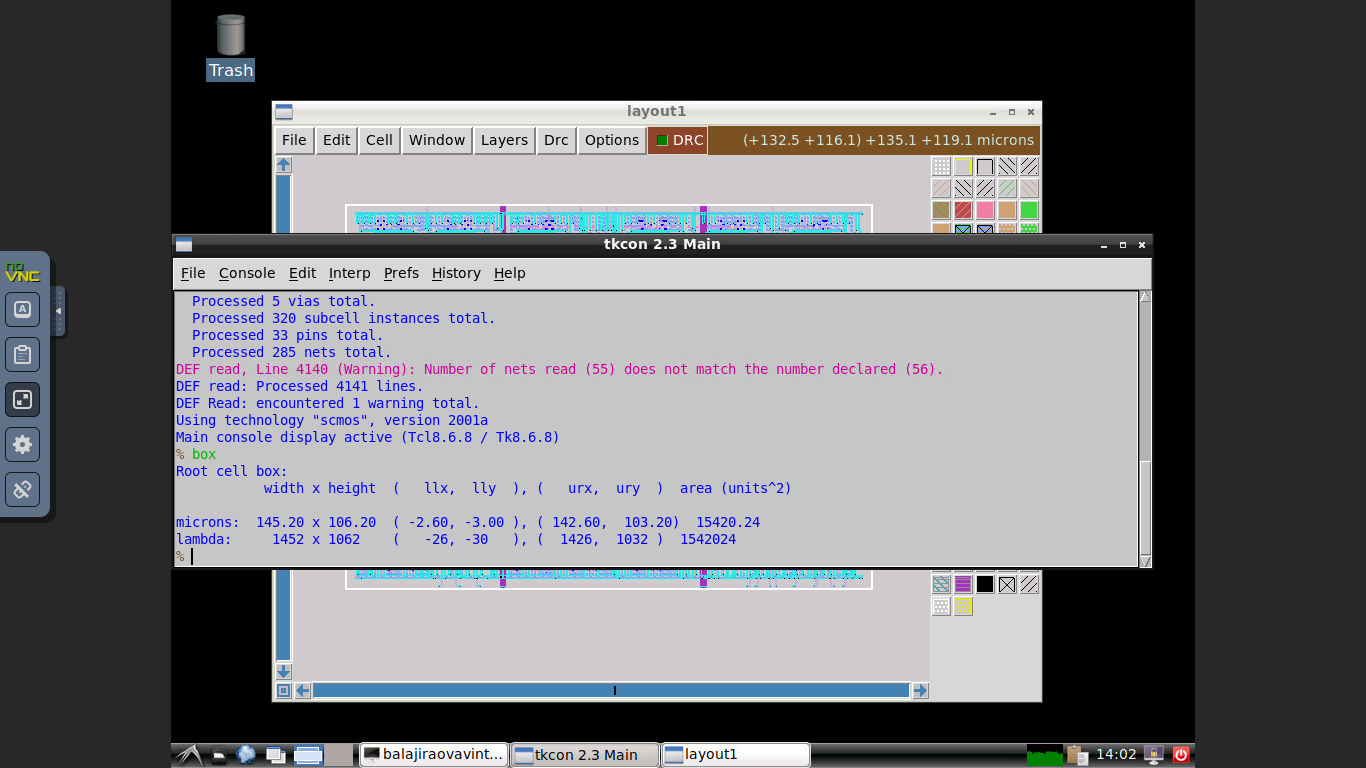 Trash
layout1
File Edit Cell Window Layers Drc Options DRC (+132.5 +116.1) +135.1 +119.1 microns
tkcon 2.3 Main
File Console Edit Interp Prefs History Help
no
VNC
A
Processed 5 vias total.
Processed 320 subcell instances total.
Processed 33 pins total.
Processed 285 nets total.
DEF read, Line 4140 (Warning): Number of nets read (55) does not match the number declared (56).
DEF read: Processed 4141 lines.
DEF Read: encountered 1 warning total.
Using technology "scmos", version 2001a
Main console display active (Tcl8.6.8 / Tk8.6.8)
% box
Root cell box:
width x height ( llx, lly ), ( urx, ury ) area (units^2)
microns: 145.20 x 106.20 ( -2.60, -3.00 ), ( 142.60, 103.20) 15420.24
lambda: 1452 x 1062 ( -26, -30 ), ( 1426, 1032 ) 1542024
%
balajiraovavint... tkcon 2.3 Main layout1 14:02